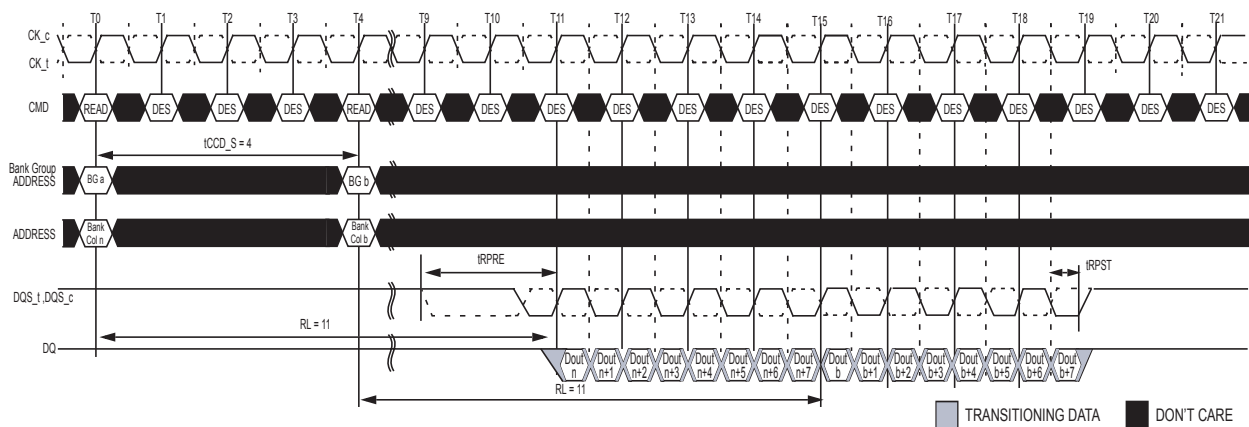 T0 T1 T2 T3 T4 T9 T10 T11 T12 T13 T14 T15 T16 T17 T18 T19 T20 T21
CK_c
CK_t
CMD READ DES DES DES READ DES DES DES DES DES DES DES DES DES DES DES DES DES
tCCD_S = 4
Bank Group
ADDRESS BG a BG b
ADDRESS Bank Col n Bank Col b
tRPRE tRPST
DQS_t ,DQS_c
RL = 11
DQ Dout n Dout n+1 Dout n+2 Dout n+3 Dout n+4 Dout n+5 Dout n+6 Dout n+7 Dout b Dout b+1 Dout b+2 Dout b+3 Dout b+4 Dout b+5 Dout b+6 Dout b+7
RL = 11
TRANSITIONING DATA DON'T CARE